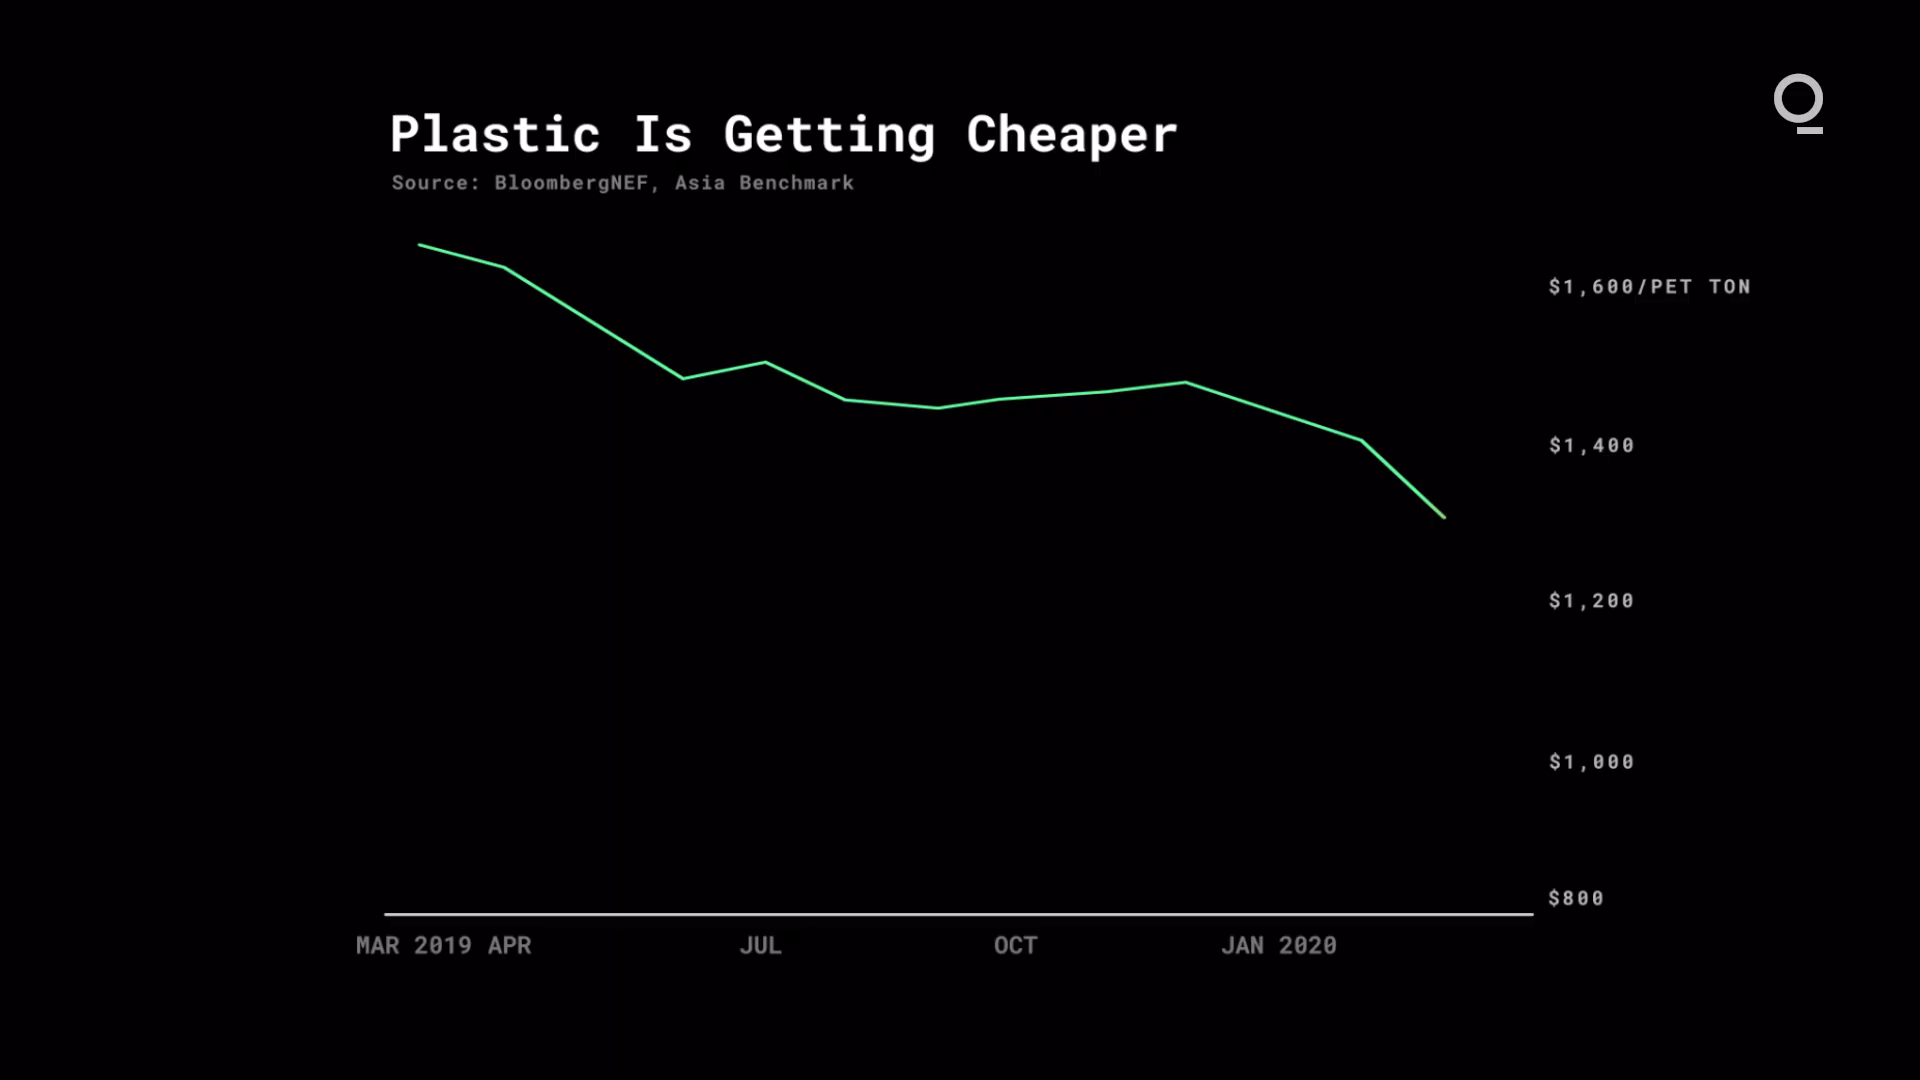 Plastic Is Getting Cheaper
Source: BloombergNEF, Asia Benchmark
$1,600/PET TON
$1,400
$1,200
$1,000
$800
MAR 2019 APR JUL OCT JAN 2020